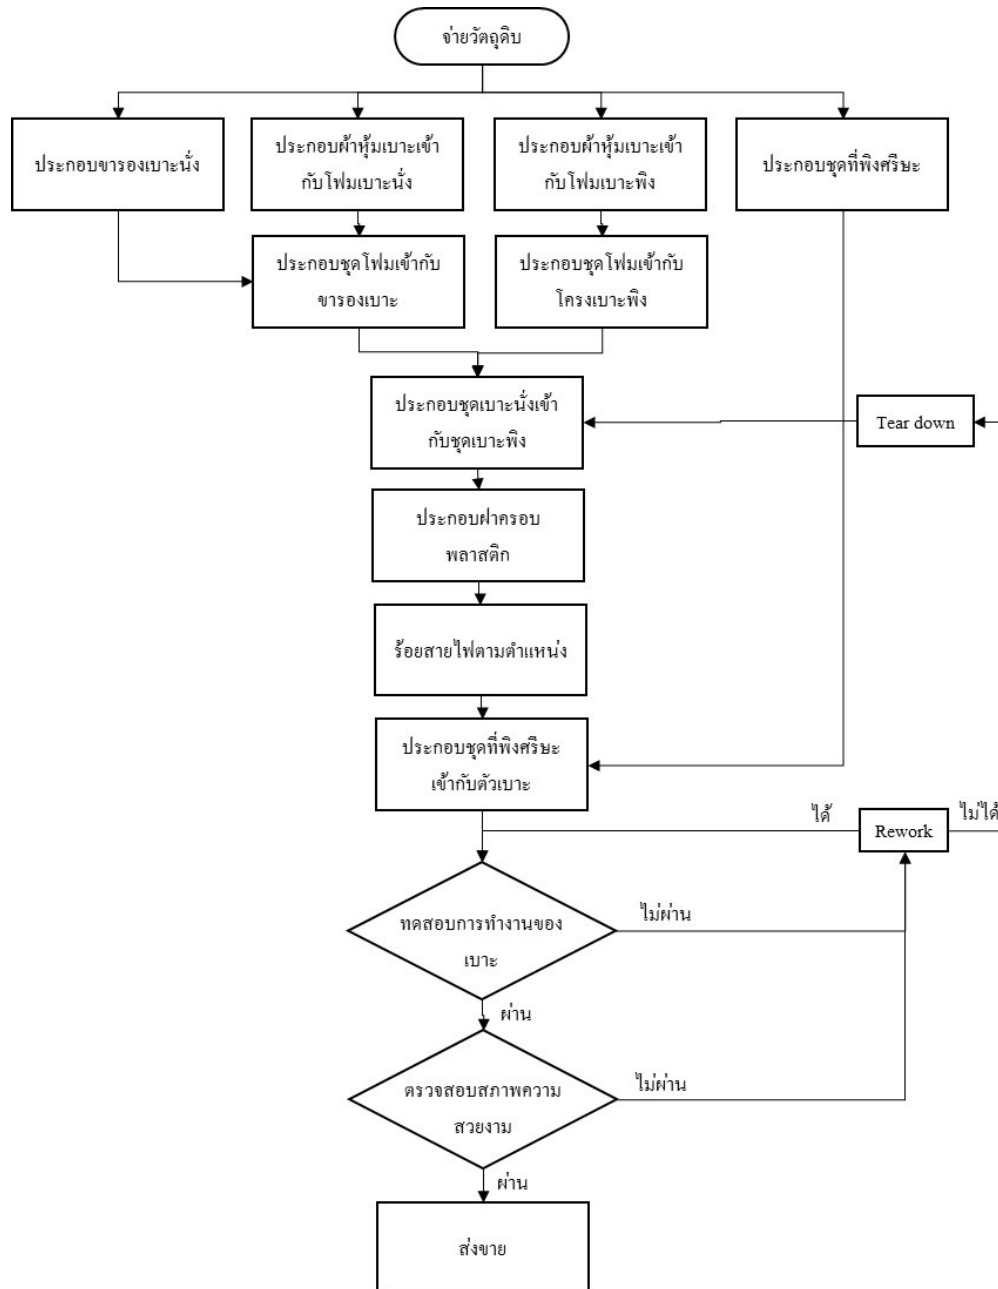 จ่ายวัตถุดิบ
ประกอบขารองเบาะนั่ง
ประกอบผ้าหุ้มเบาะเข้า
กับโฟมเบาะนั่ง
ประกอบผ้าหุ้มเบาะเข้า
กับโฟมเบาะพิง
ประกอบชุดที่พิงศรีษะ
ประกอบชุดโฟมเข้ากับ
ขารองเบาะ
ประกอบชุดโฟมเข้ากับ
โครงเบาะพิง
ประกอบชุดเบาะนั่งเข้า
กับชุดเบาะพิง
Tear down
ประกอบฝาครอบ
พลาสติก
ร้อยสายไฟตามตำแหน่ง
ประกอบชุดที่พิงศรีษะ
เข้ากับตัวเบาะ
ได้
Rework
ไม่ได้
ทดสอบการทำงานของ
เบาะ
ไม่ผ่าน
ผ่าน
ตรวจสอบสภาพความ
สวยงาม
ไม่ผ่าน
ผ่าน
ส่งขาย